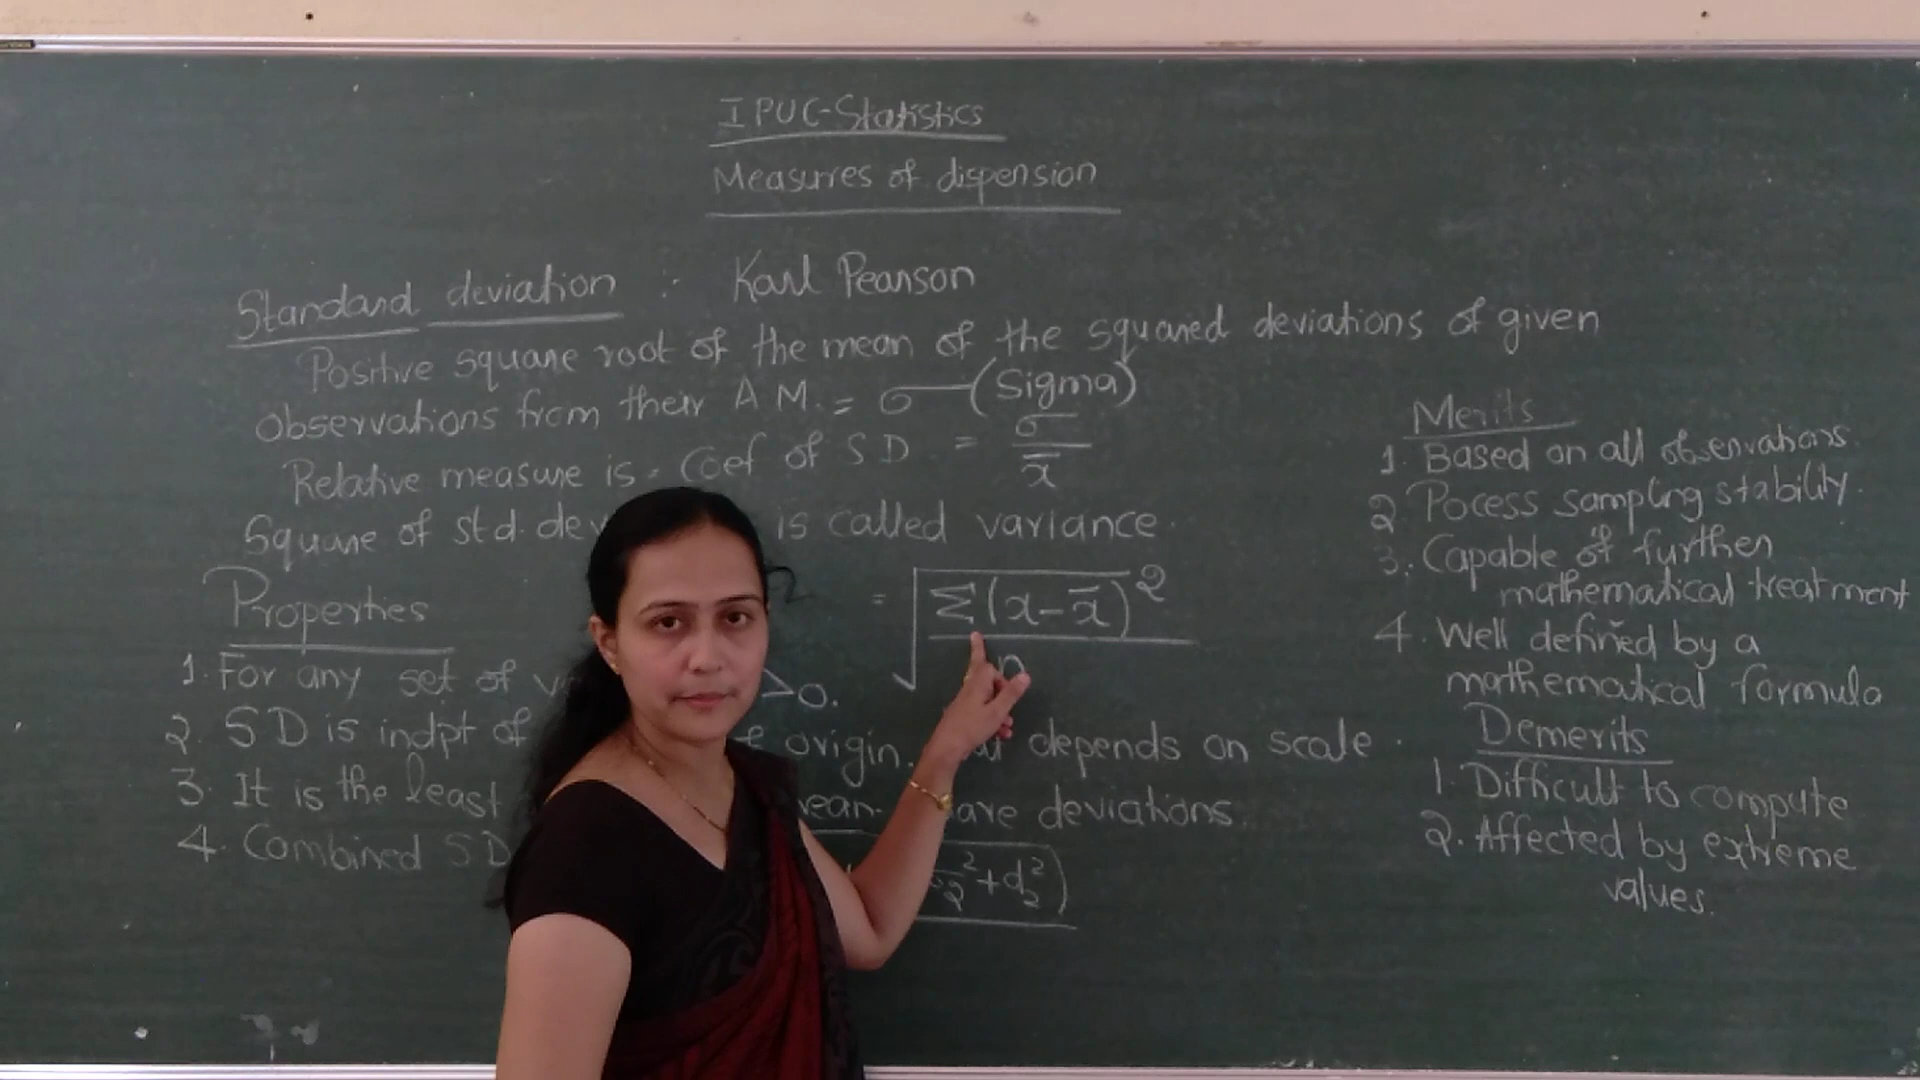 I PUC-Statistics
Measures of dispension
Standard deviation :- Karl Pearson
Positive square root of the mean of the squared deviations of given
observations from their A.M. = σ — (Sigma)
Relative measure is = Coef of SD = σ / x̄
Square of std. dev is called variance.
Properties
= √ Σ(x-x̄)² / n
1. For any set of
0.
2. SD is indpt of origin. depends on scale.
3. It is the least deviations.
4. Combined SD
+d₂²)
Merits
1. Based on all observations.
2 Pocess sampling stability.
3. Capable of further
mathematical treatment
4. Well defined by a
mathematical formula
Demerits
1. Difficult to compute
2. Affected by extreme
values.